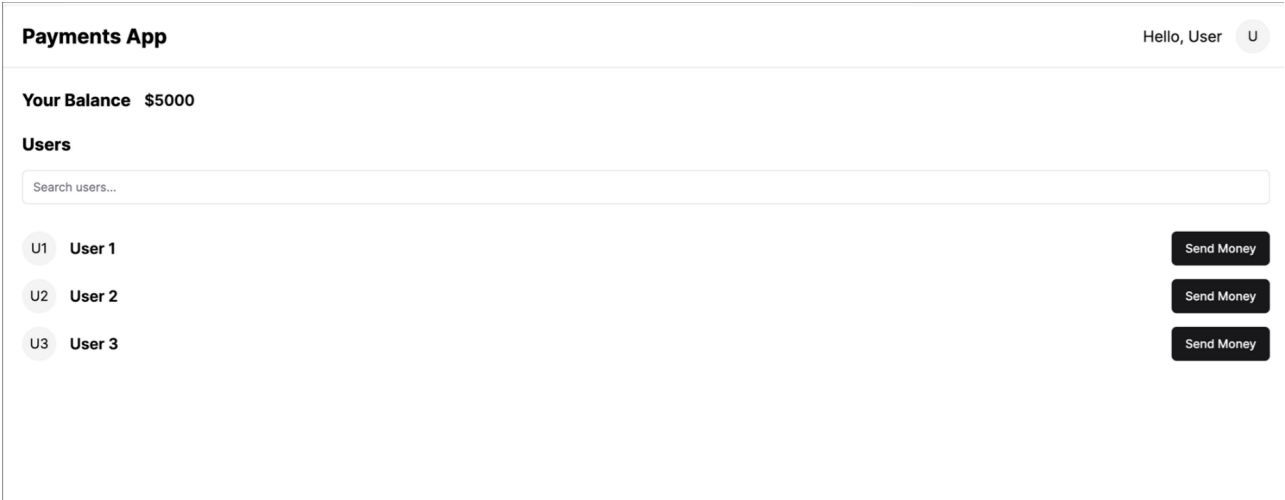 Payments App
Hello, User U
Your Balance $5000
Users
Search users...
U1 User 1 Send Money
U2 User 2 Send Money
U3 User 3 Send Money